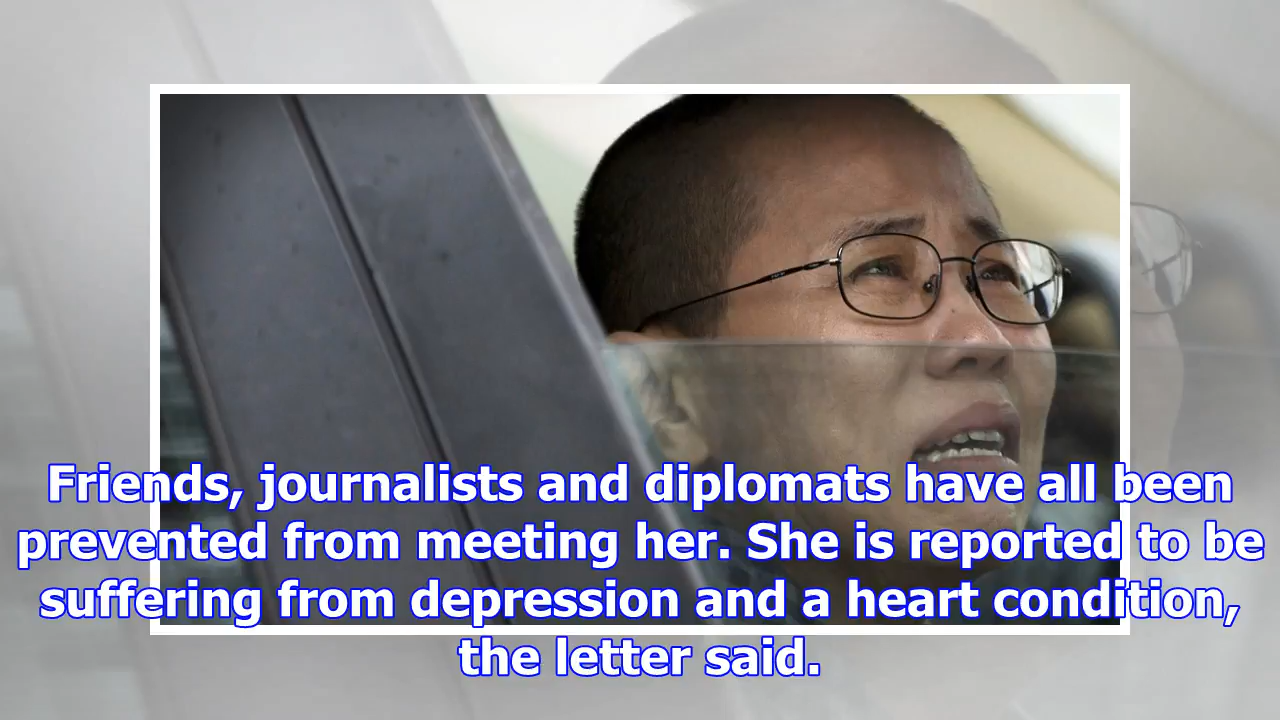 Friends, journalists and diplomats have all been
prevented from meeting her. She is reported to be
suffering from depression and a heart condition,
the letter said.